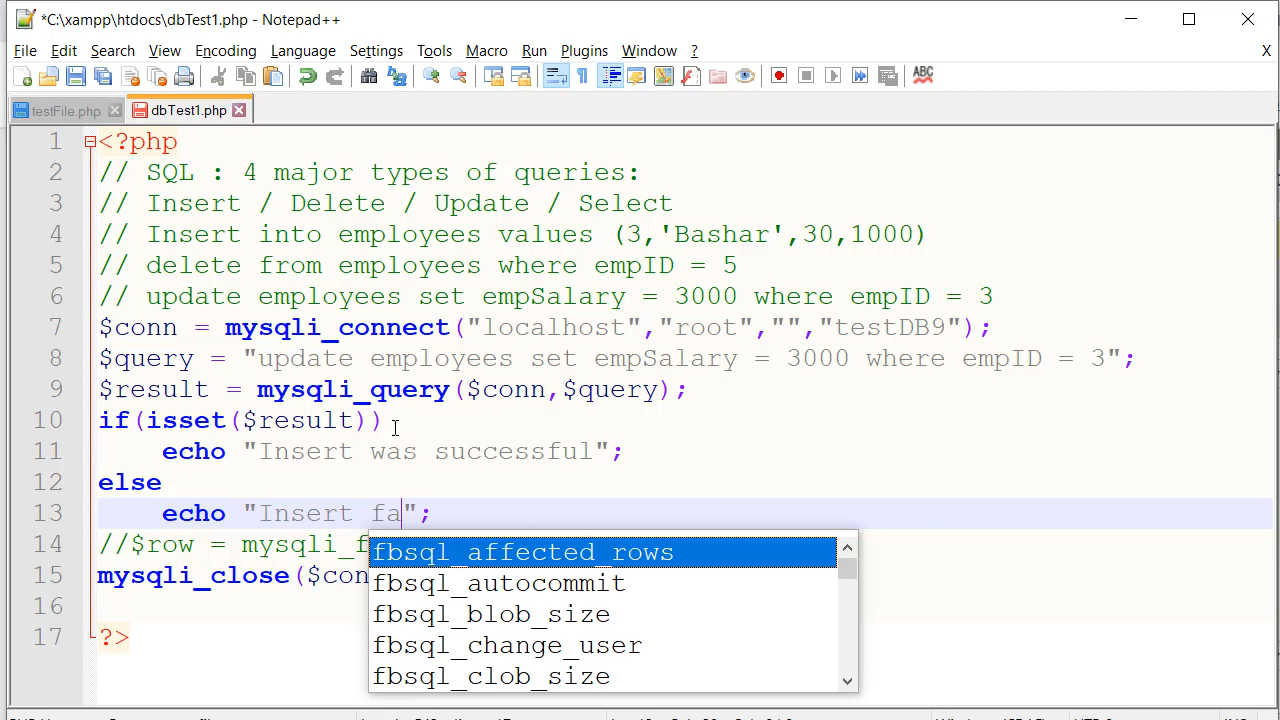 *C:\xampp\htdocs\dbTest1.php - Notepad++
File Edit Search View Encoding Language Settings Tools Macro Run Plugins Window ? X
testFile.php dbTest1.php
1 <?php
2 // SQL : 4 major types of queries:
3 // Insert / Delete / Update / Select
4 // Insert into employees values (3,'Bashar',30,1000)
5 // delete from employees where empID = 5
6 // update employees set empSalary = 3000 where empID = 3
7 $conn = mysqli_connect("localhost","root","","testDB9");
8 $query = "update employees set empSalary = 3000 where empID = 3";
9 $result = mysqli_query($conn,$query);
10 if(isset($result))
11 echo "Insert was successful";
12 else
13 echo "Insert fa";
14 //$row = mysqli_f
15 mysqli_close($con
16
17 ?>
fbsql_affected_rows
fbsql_autocommit
fbsql_blob_size
fbsql_change_user
fbsql_clob_size